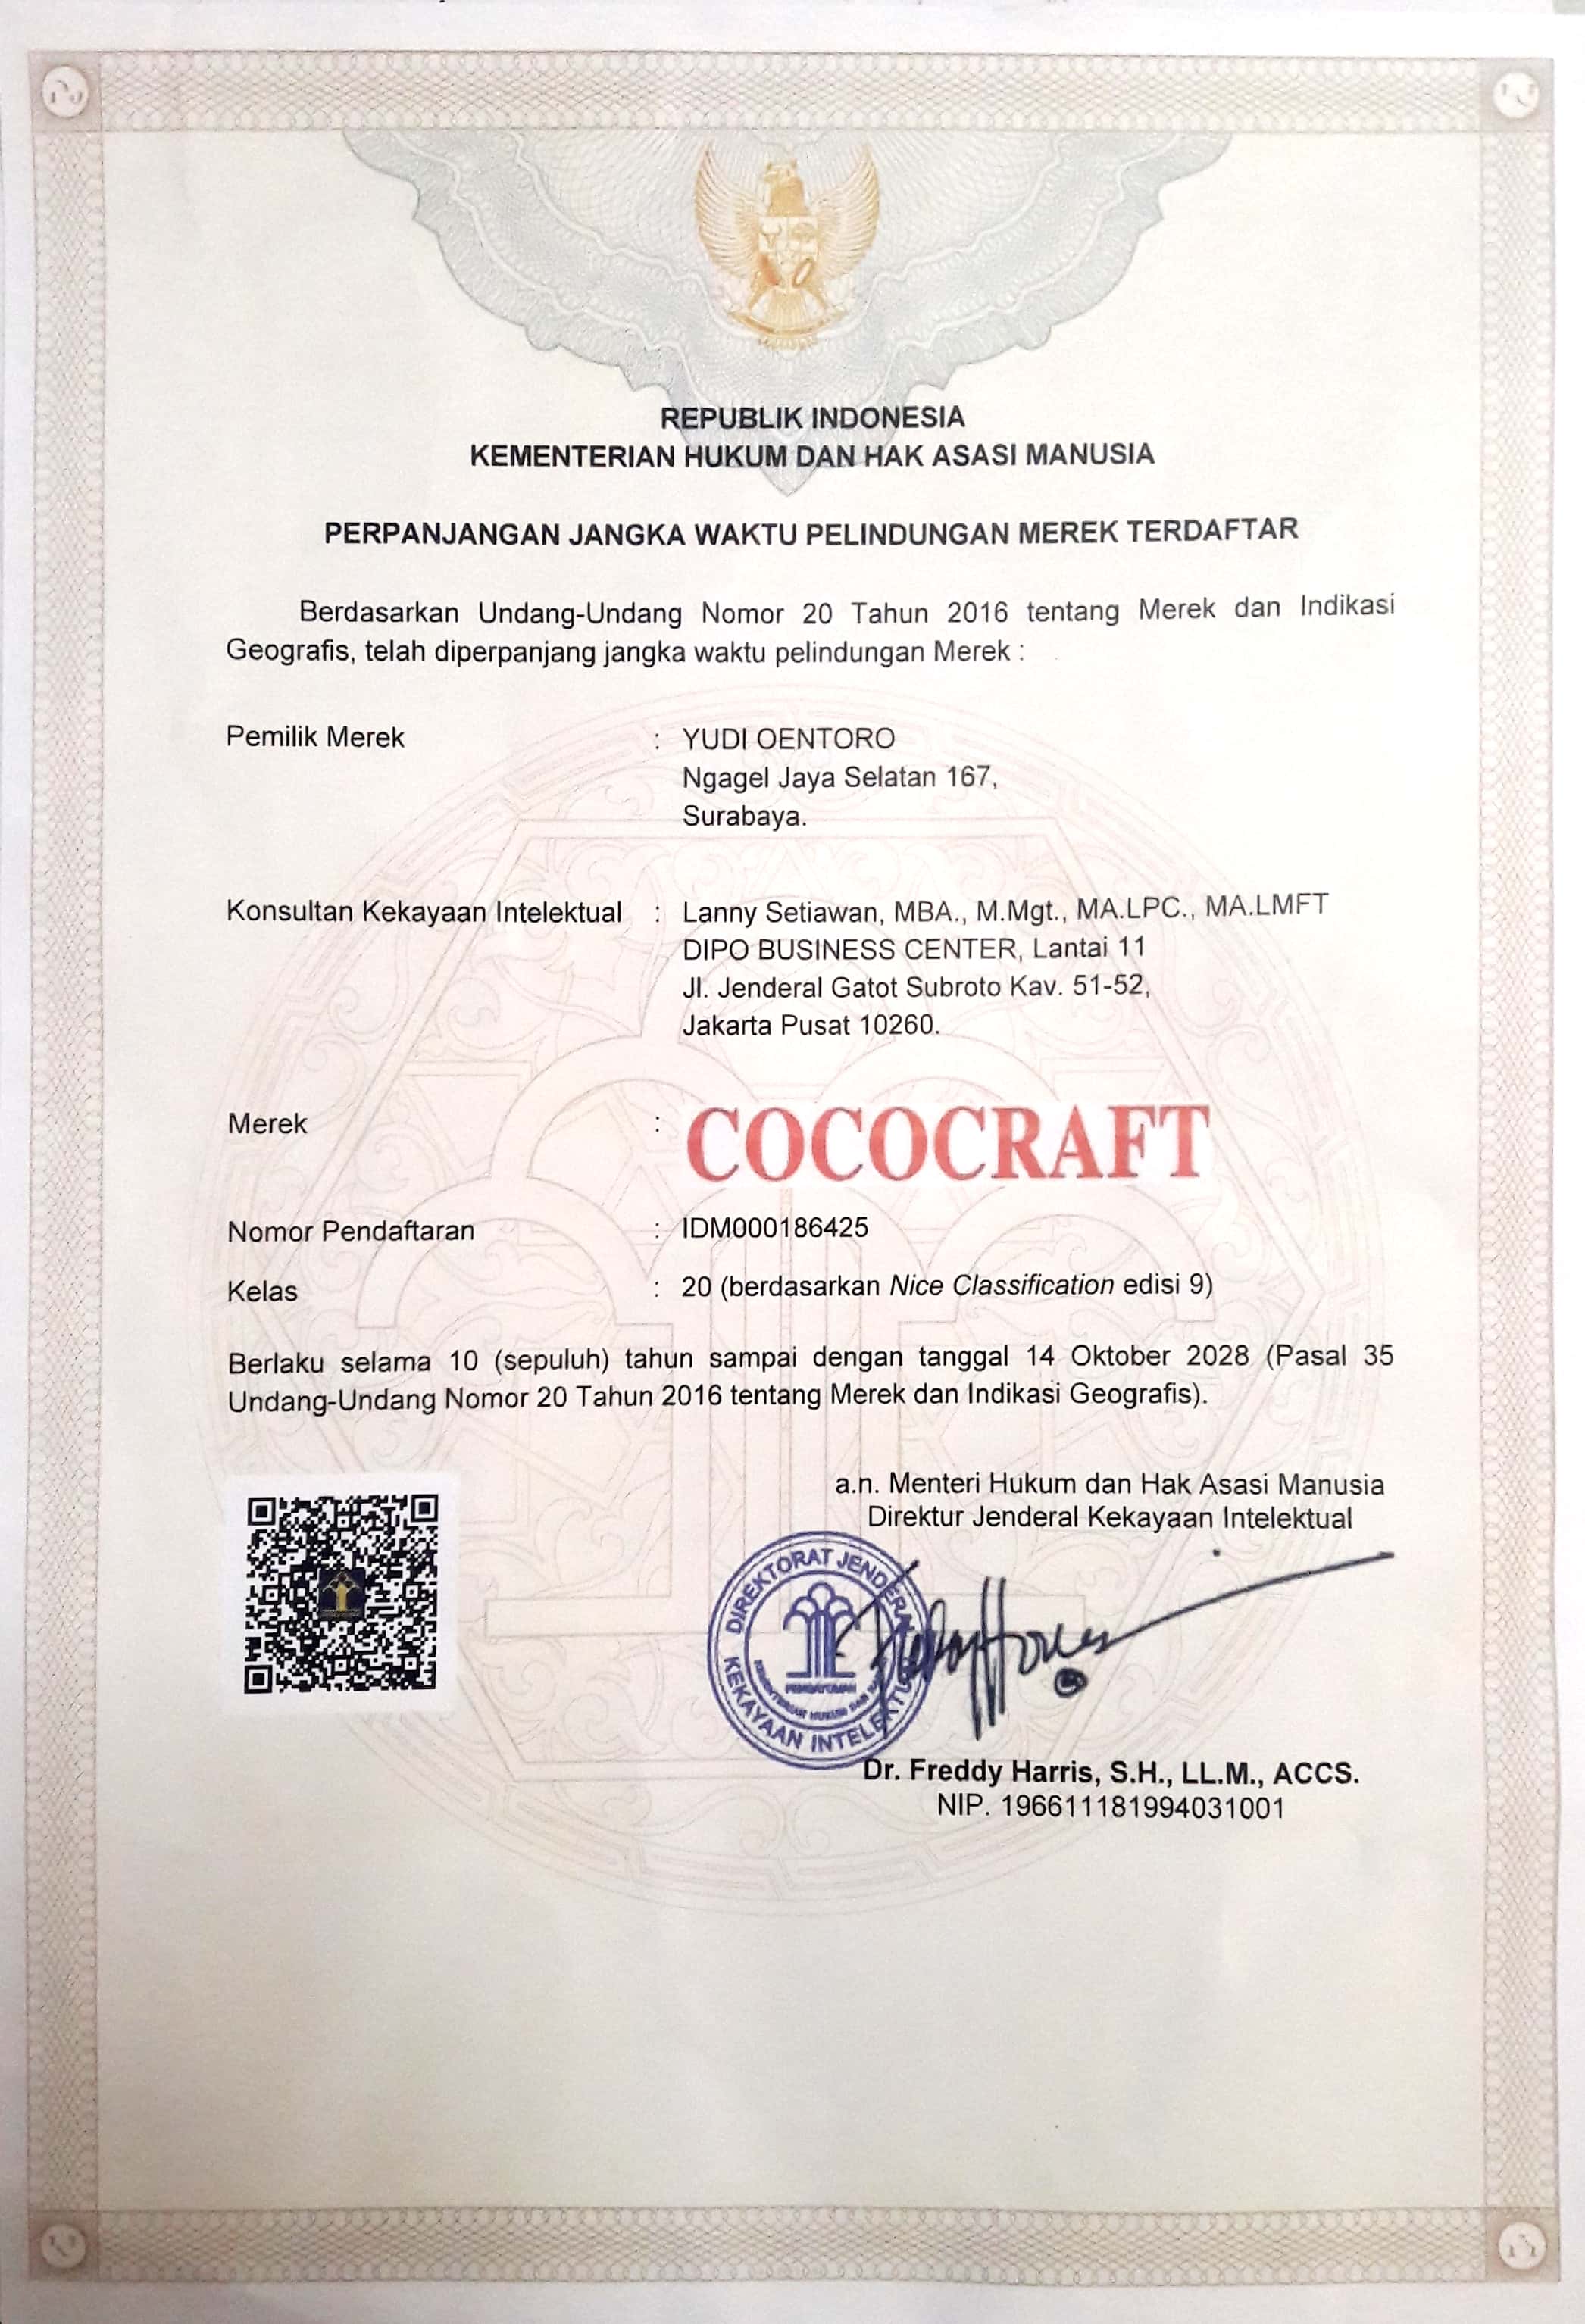 REPUBLIK INDONESIA
KEMENTERIAN HUKUM DAN HAK ASASI MANUSIA
PERPANJANGAN JANGKA WAKTU PELINDUNGAN MEREK TERDAFTAR
Berdasarkan Undang-Undang Nomor 20 Tahun 2016 tentang Merek dan Indikasi
Geografis, telah diperpanjang jangka waktu pelindungan Merek :
Pemilik Merek : YUDI OENTORO
Ngagel Jaya Selatan 167,
Surabaya.
Konsultan Kekayaan Intelektual : Lanny Setiawan, MBA., M.Mgt., MA.LPC., MA.LMFT
DIPO BUSINESS CENTER, Lantai 11
Jl. Jenderal Gatot Subroto Kav. 51-52,
Jakarta Pusat 10260.
Merek : COCOCRAFT
Nomor Pendaftaran : IDM000186425
Kelas : 20 (berdasarkan Nice Classification edisi 9)
Berlaku selama 10 (sepuluh) tahun sampai dengan tanggal 14 Oktober 2028 (Pasal 35
Undang-Undang Nomor 20 Tahun 2016 tentang Merek dan Indikasi Geografis).
a.n. Menteri Hukum dan Hak Asasi Manusia
Direktur Jenderal Kekayaan Intelektual
DIREKTORAT JENDERAL
KEKAYAAN INTELEKTU
PENGAYOMAN
KEMENTERIAN HUKUM DAN
Dr. Freddy Harris, S.H., LL.M., ACCS.
NIP. 196611181994031001